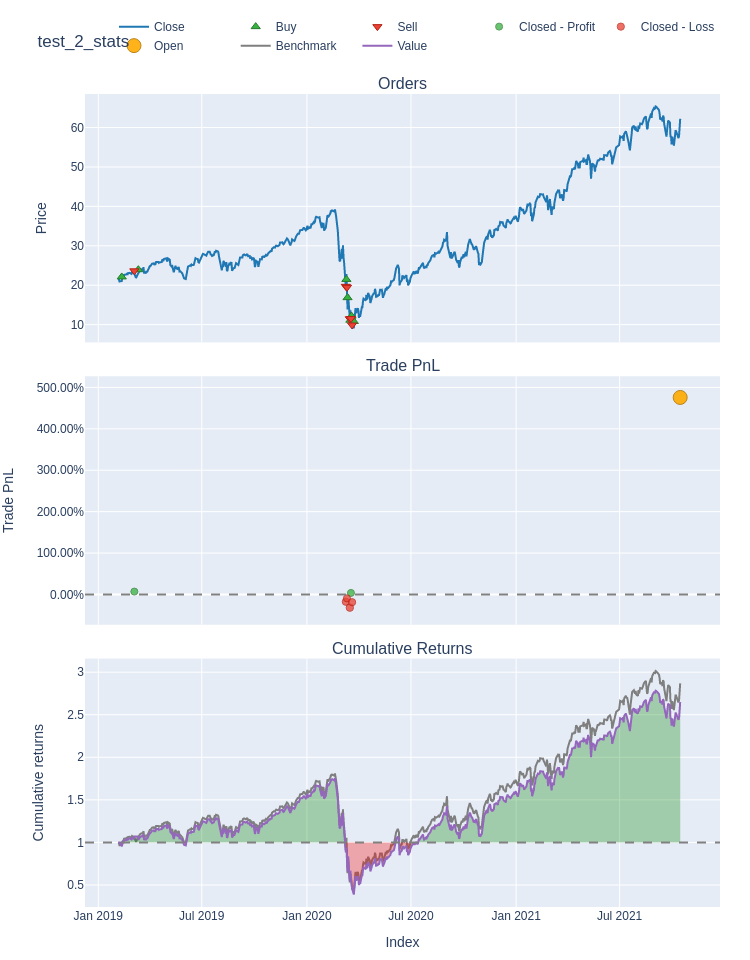 Close Buy Sell Closed - Profit Closed - Loss
test_2_stats Open Benchmark Value
Orders
60
50
40
30
20
10
Price
Trade PnL
500.00%
400.00%
300.00%
200.00%
100.00%
0.00%
Trade PnL
Cumulative Returns
3
2.5
2
1.5
1
0.5
Cumulative returns
Jan 2019 Jul 2019 Jan 2020 Jul 2020 Jan 2021 Jul 2021
Index